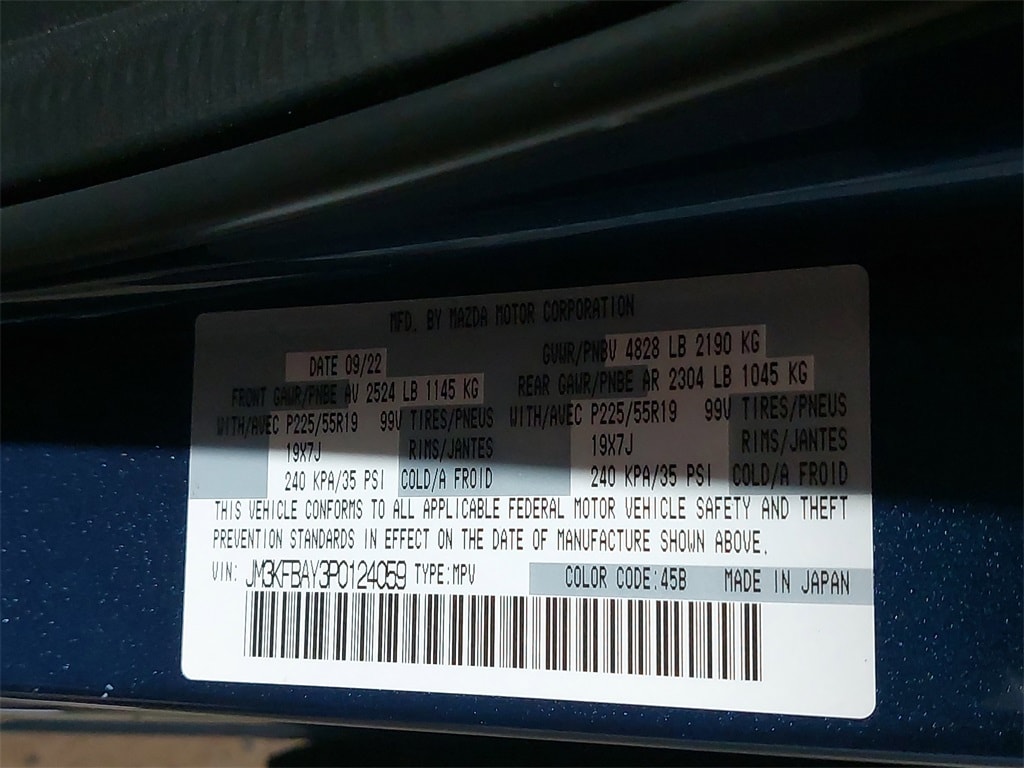 MFD. BY MAZDA MOTOR CORPORATION
DATE 09/22 GVWR/PNBV 4828 LB 2190 KG
FRONT GAWR/PNBE AV 2524 LB 1145 KG REAR GAWR/PNBE AR 2304 LB 1045 KG
WITH/AVEC P225/55R19 99V TIRES/PNEUS WITH/AVEC P225/55R19 99V TIRES/PNEUS
19X7J RIMS/JANTES 19X7J RIMS/JANTES
240 KPA/35 PSI COLD/A FROID 240 KPA/35 PSI COLD/A FROID
THIS VEHICLE CONFORMS TO ALL APPLICABLE FEDERAL MOTOR VEHICLE SAFETY AND THEFT
PREVENTION STANDARDS IN EFFECT ON THE DATE OF MANUFACTURE SHOWN ABOVE.
VIN: JM3KFBAY3P0124059 TYPE:MPV COLOR CODE:45B MADE IN JAPAN